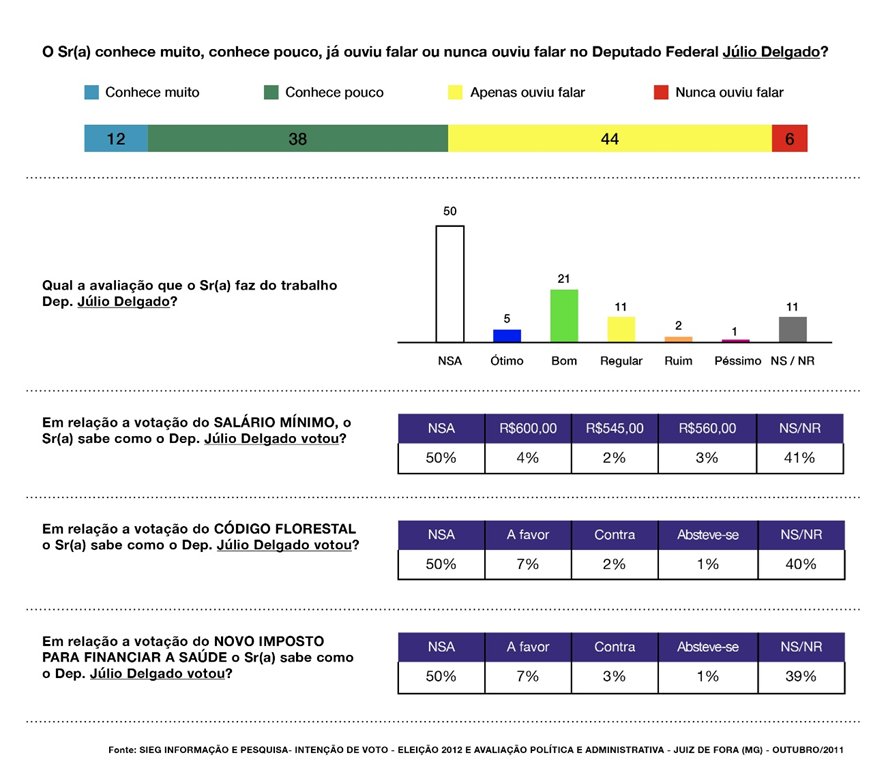 O Sr(a) conhece muito, conhece pouco, já ouviu falar ou nunca ouviu falar no Deputado Federal Júlio Delgado?
Conhece muito Conhece pouco Apenas ouviu falar Nunca ouviu falar
12 38 44 6
Qual a avaliação que o Sr(a) faz do trabalho
Dep. Júlio Delgado?
50 5 21 11 2 1 11
NSA Ótimo Bom Regular Ruim Péssimo NS / NR
Em relação a votação do SALÁRIO MÍNIMO, o
Sr(a) sabe como o Dep. Júlio Delgado votou?
NSA R$600,00 R$545,00 R$560,00 NS/NR
50% 4% 2% 3% 41%
Em relação a votação do CÓDIGO FLORESTAL
o Sr(a) sabe como o Dep. Júlio Delgado votou?
NSA A favor Contra Absteve-se NS/NR
50% 7% 2% 1% 40%
Em relação a votação do NOVO IMPOSTO
PARA FINANCIAR A SAÚDE o Sr(a) sabe como
o Dep. Júlio Delgado votou?
NSA A favor Contra Absteve-se NS/NR
50% 7% 3% 1% 39%
Fonte: SIEG INFORMAÇÃO E PESQUISA- INTENÇÃO DE VOTO - ELEIÇÃO 2012 E AVALIAÇÃO POLÍTICA E ADMINISTRATIVA - JUIZ DE FORA (MG) - OUTUBRO/2011